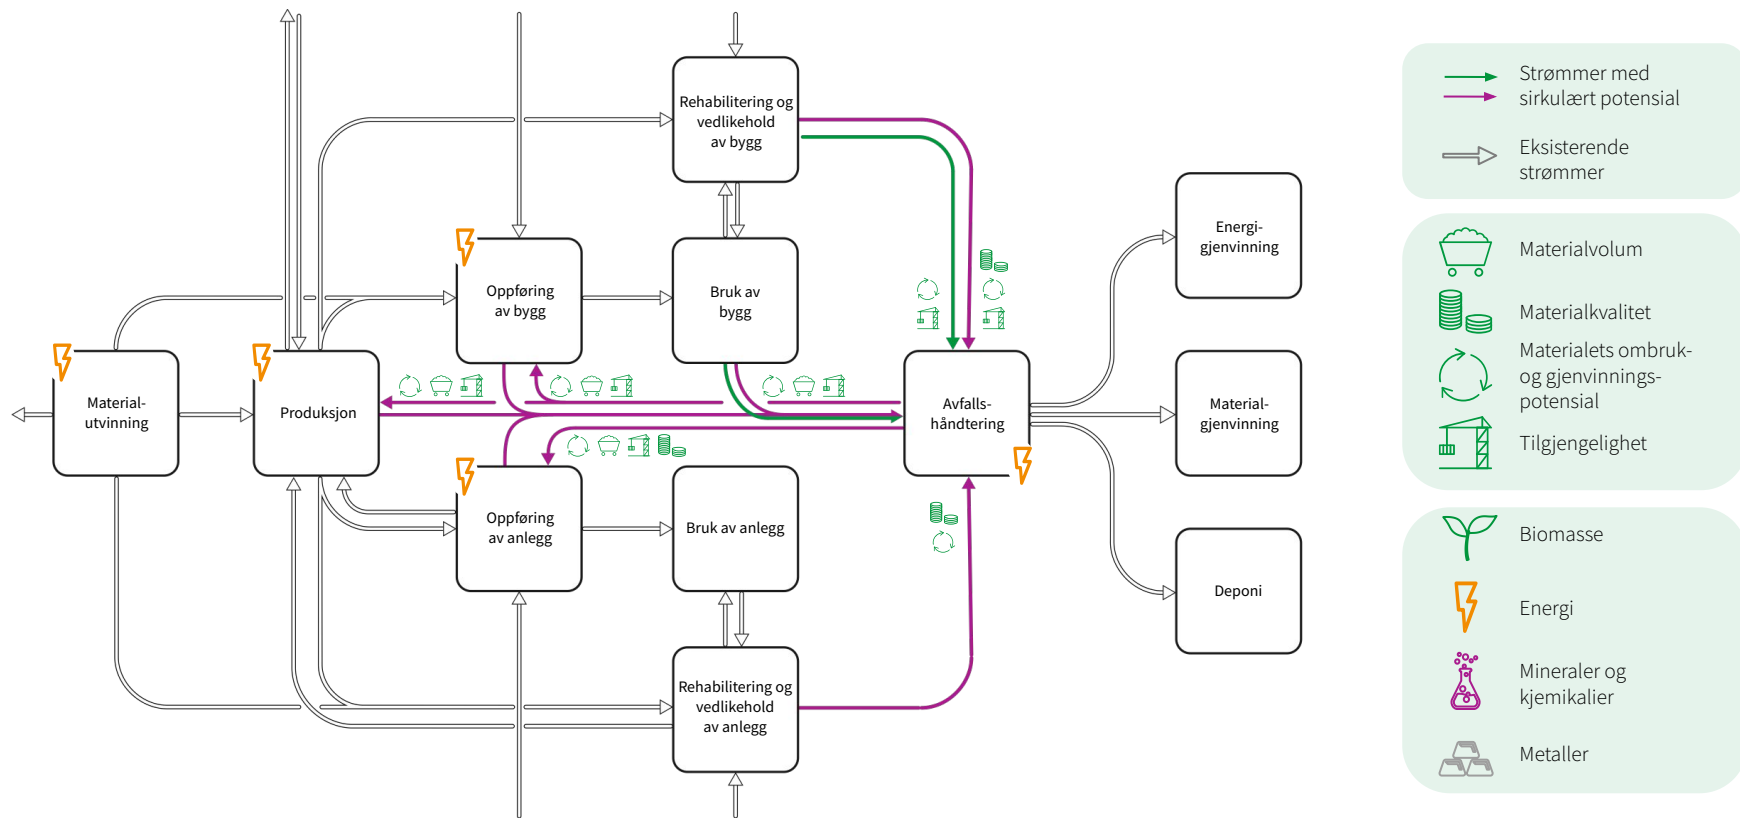 Rehabilitering og
vedlikehold
av bygg
Oppføring
av bygg
Bruk av
bygg
Material-
utvinning
Produksjon
Avfalls-
håndtering
Oppføring
av anlegg
Bruk av anlegg
Rehabilitering og
vedlikehold
av anlegg
Energi-
gjenvinning
Material-
gjenvinning
Deponi
Strømmer med
sirkulært potensial
Eksisterende
strømmer
Materialvolum
Materialkvalitet
Materialets ombruk-
og gjenvinnings-
potensial
Tilgjengelighet
Biomasse
Energi
Mineraler og
kjemikalier
Metaller